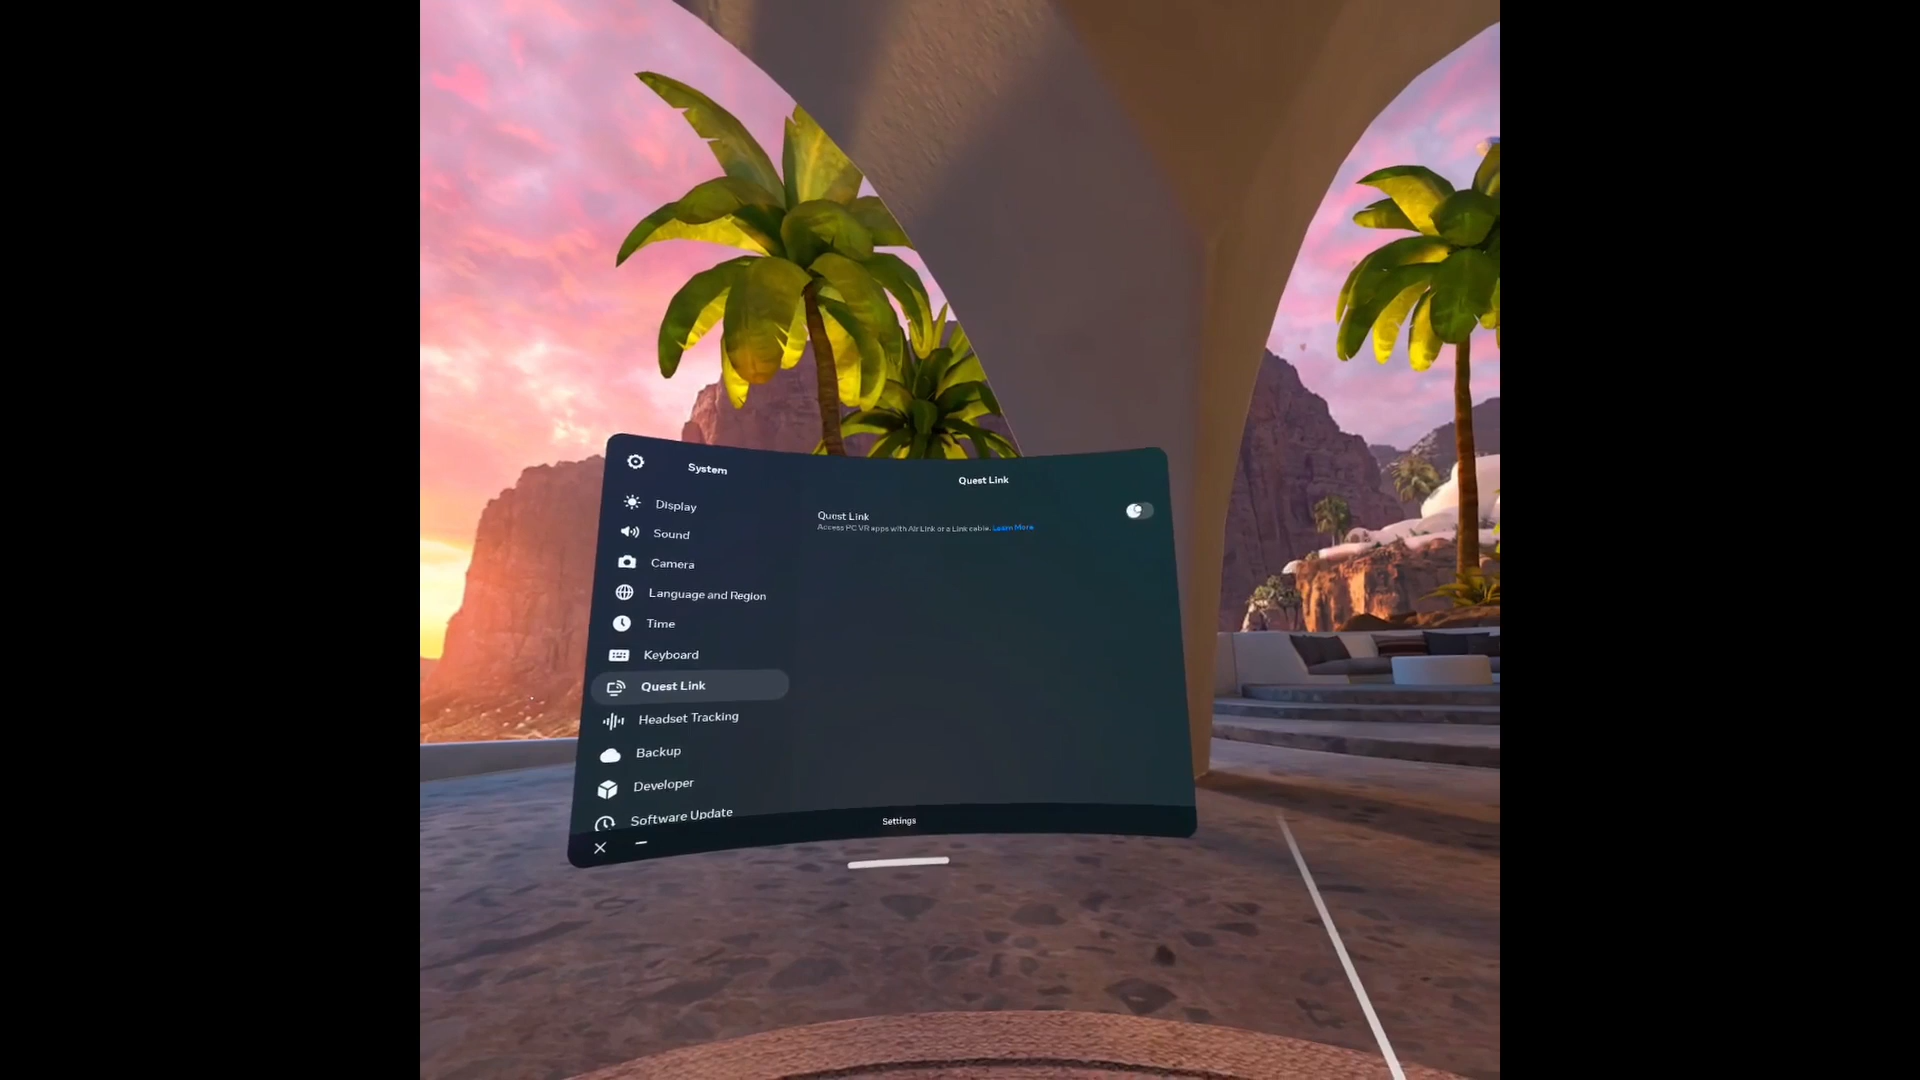 System
Display
Sound
Camera
Language and Region
Time
Keyboard
Quest Link
Headset Tracking
Backup
Developer
Software Update
Quest Link
Quest Link
Access PC VR apps with Air Link or a Link cable. Learn More
Settings